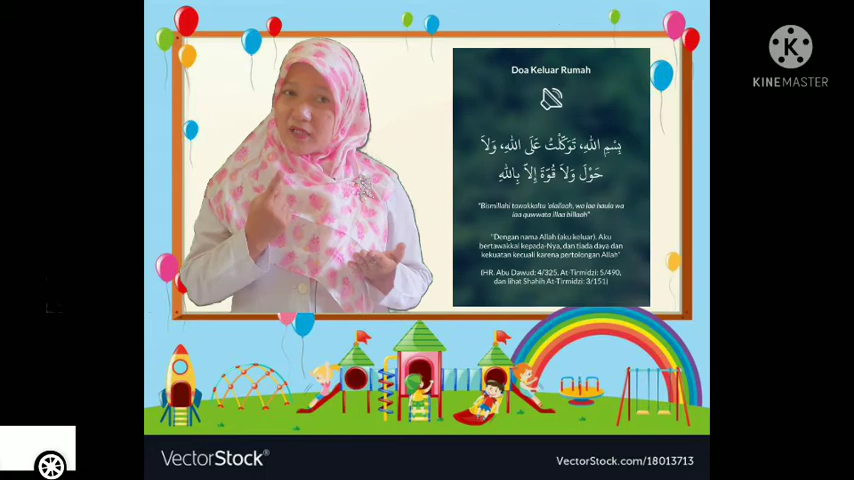 KINEMASTER
Doa Keluar Rumah
بِسْمِ اللهِ، تَوَكَّلْتُ عَلَى اللهِ، وَلاَ
حَوْلَ وَلاَ قُوَّةَ إِلاَّ بِاللهِ
"Bismillahi tawakkaltu 'alallaah, wa laa haula wa
laa quwwata illaa billaah"
"Dengan nama Allah (aku keluar). Aku
bertawakkal kepada-Nya, dan tiada daya dan
kekuatan kecuali karena pertolongan Allah"
(HR. Abu Dawud: 4/325, At-Tirmidzi: 5/490,
dan lihat Shahih At-Tirmidzi: 3/151)
VectorStock®
VectorStock.com/18013713